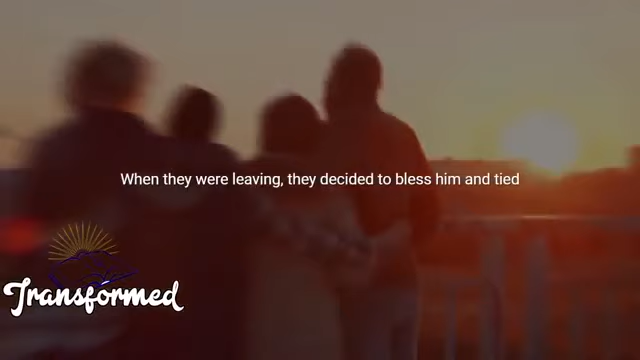 When they were leaving, they decided to bless him and tied
Transformed